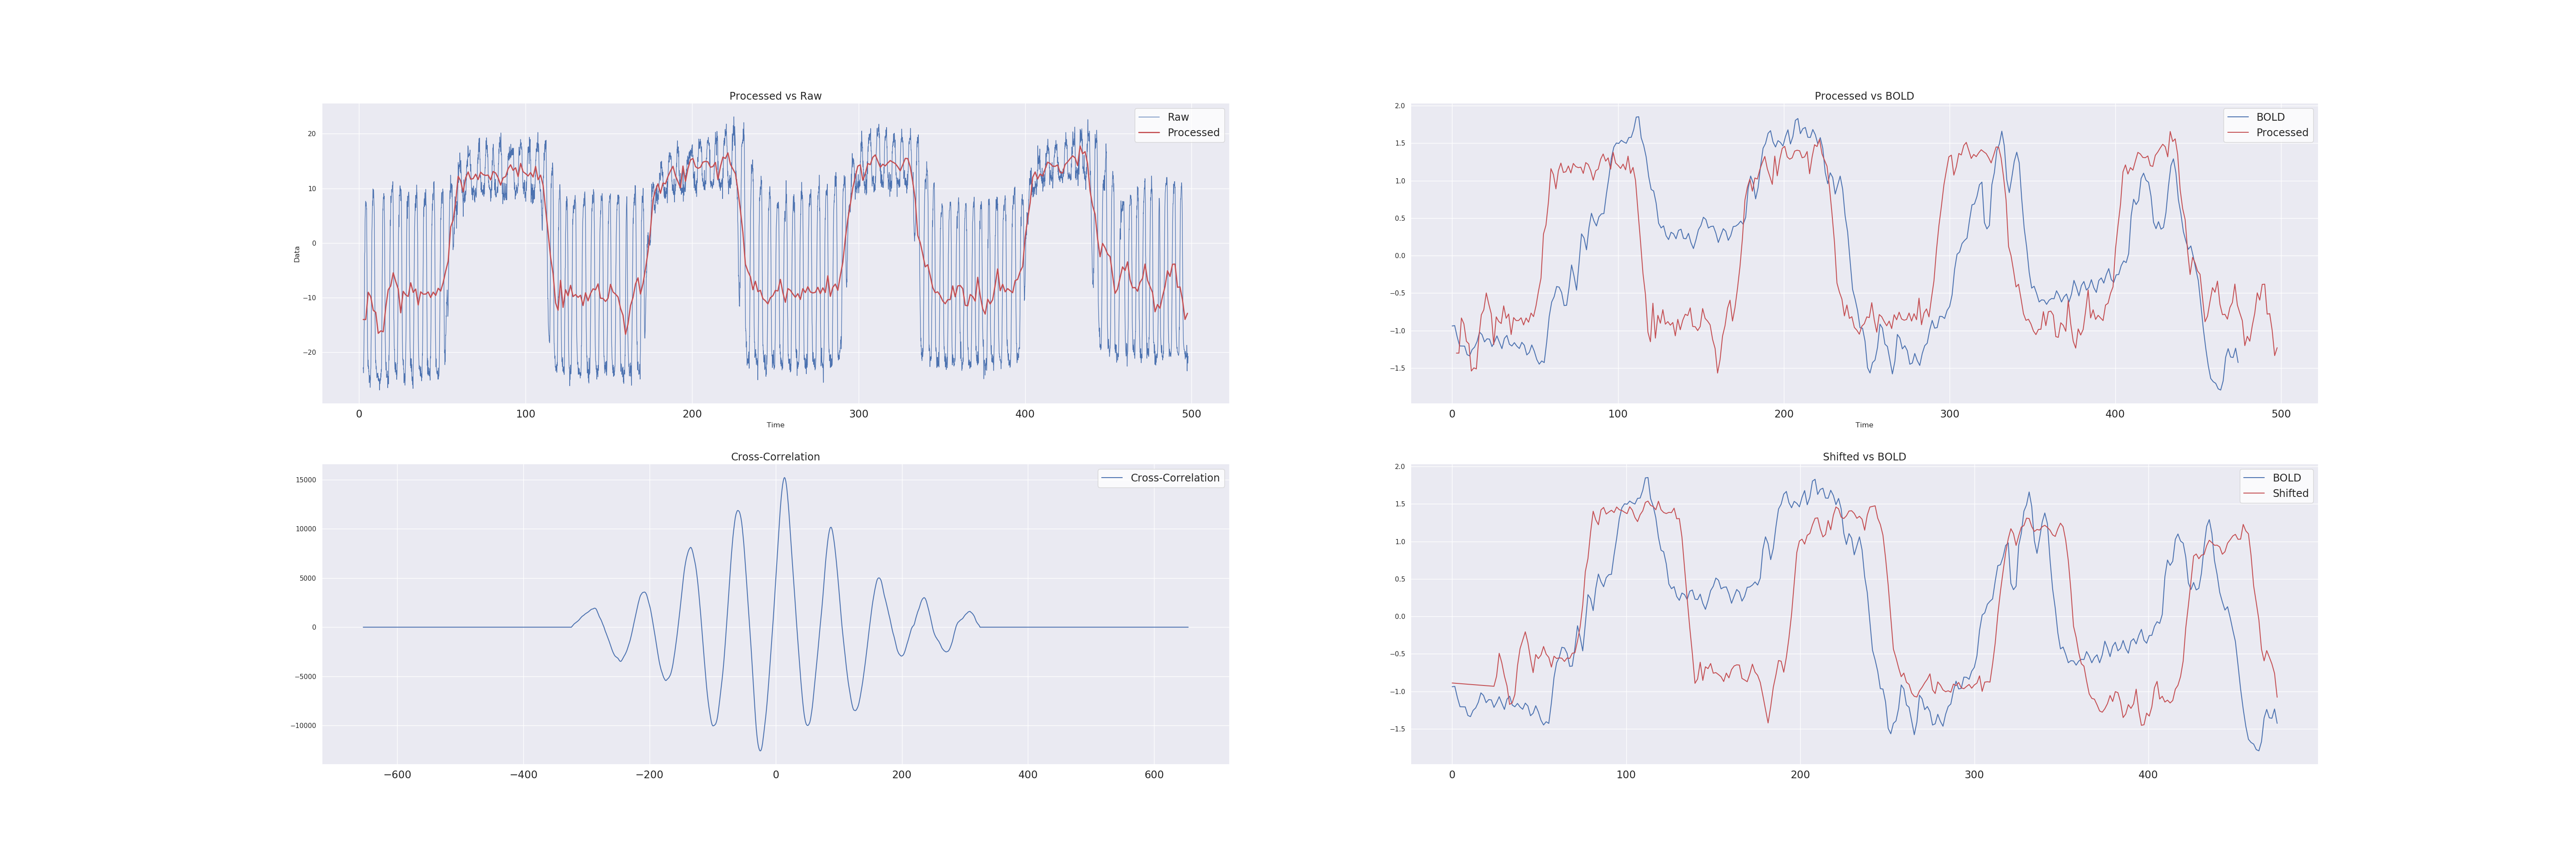 Processed vs Raw
Raw
Processed
20
10
0
−10
−20
Data
0 100 200 300 400 500
Time
Processed vs BOLD
BOLD
Processed
2.0
1.5
1.0
0.5
0.0
−0.5
−1.0
−1.5
0 100 200 300 400 500
Time
Cross-Correlation
Cross-Correlation
15000
10000
5000
0
−5000
−10000
−600 −400 −200 0 200 400 600
Shifted vs BOLD
BOLD
Shifted
2.0
1.5
1.0
0.5
0.0
−0.5
−1.0
−1.5
0 100 200 300 400